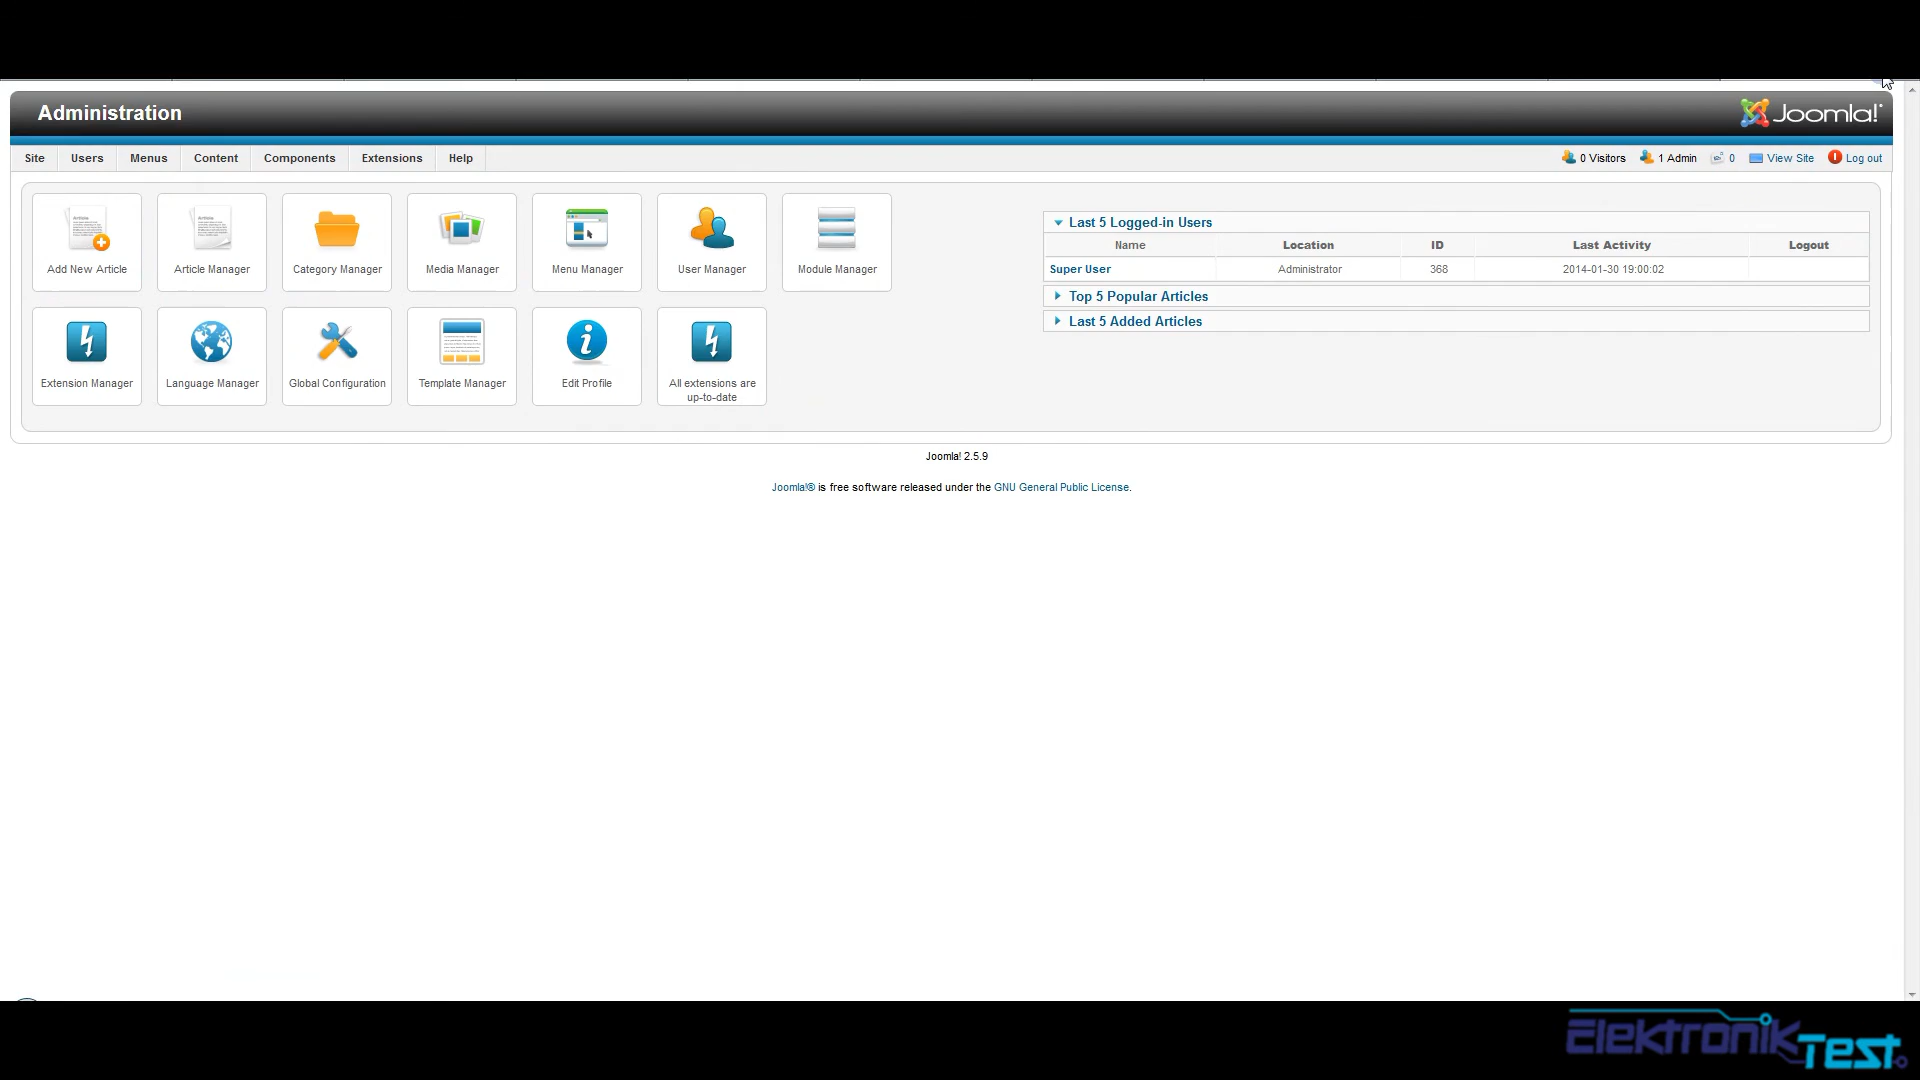 Administration
Joomla!
Site Users Menus Content Components Extensions Help
0 Visitors 1 Admin 0 View Site Log out
Add New Article
Article Manager
Category Manager
Media Manager
Menu Manager
User Manager
Module Manager
Extension Manager
Language Manager
Global Configuration
Template Manager
Edit Profile
All extensions are
up-to-date
Last 5 Logged-in Users
Name Location ID Last Activity Logout
Super User Administrator 368 2014-01-30 19:00:02
Top 5 Popular Articles
Last 5 Added Articles
Joomla! 2.5.9
Joomla!® is free software released under the GNU General Public License.
Elektronik
Test